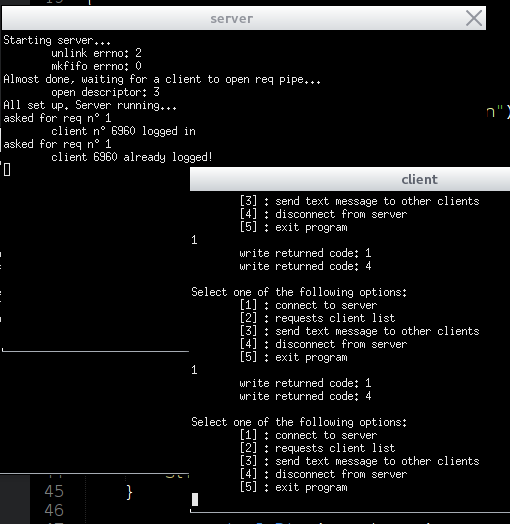 server
Starting server...
unlink errno: 2
mkfifo errno: 0
Almost done, waiting for a client to open req pipe...
open descriptor: 3
All set up. Server running...
asked for req n° 1
client n° 6960 logged in
asked for req n° 1
client 6960 already logged!
n")
client
[3] : send text message to other clients
[4] : disconnect from server
[5] : exit program
1
write returned code: 1
write returned code: 4
Select one of the following options:
[1] : connect to server
[2] : requests client list
[3] : send text message to other clients
[4] : disconnect from server
[5] : exit program
1
write returned code: 1
write returned code: 4
Select one of the following options:
[1] : connect to server
[2] : requests client list
[3] : send text message to other clients
[4] : disconnect from server
[5] : exit program
45 }
46